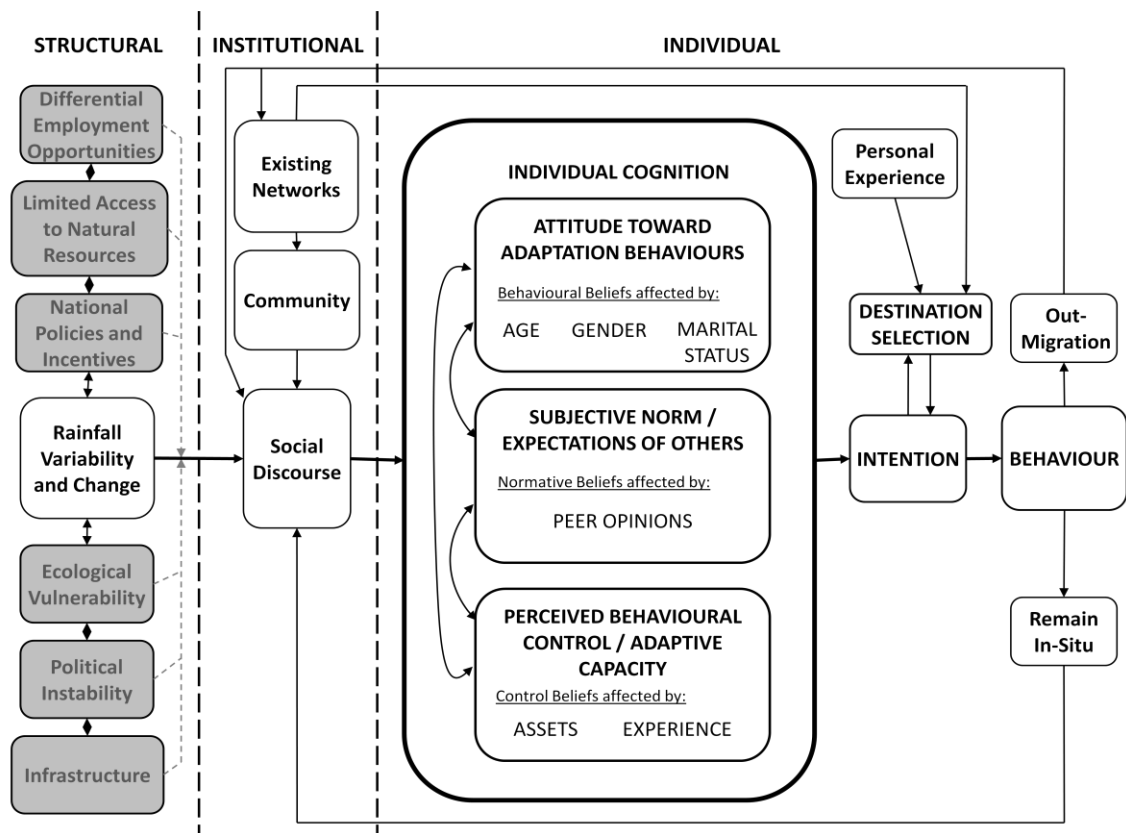 STRUCTURAL
INSTITUTIONAL
INDIVIDUAL
Differential
Employment
Opportunities
Limited Access
to Natural
Resources
National
Policies and
Incentives
Rainfall
Variability
and Change
Ecological
Vulnerability
Political
Instability
Infrastructure
Existing
Networks
Community
Social
Discourse
INDIVIDUAL COGNITION
ATTITUDE TOWARD
ADAPTATION BEHAVIOURS
Behavioural Beliefs affected by:
AGE GENDER MARITAL
STATUS
SUBJECTIVE NORM /
EXPECTATIONS OF OTHERS
Normative Beliefs affected by:
PEER OPINIONS
PERCEIVED BEHAVIOURAL
CONTROL / ADAPTIVE
CAPACITY
Control Beliefs affected by:
ASSETS EXPERIENCE
Personal
Experience
DESTINATION
SELECTION
INTENTION
Out-
Migration
BEHAVIOUR
Remain
In-Situ